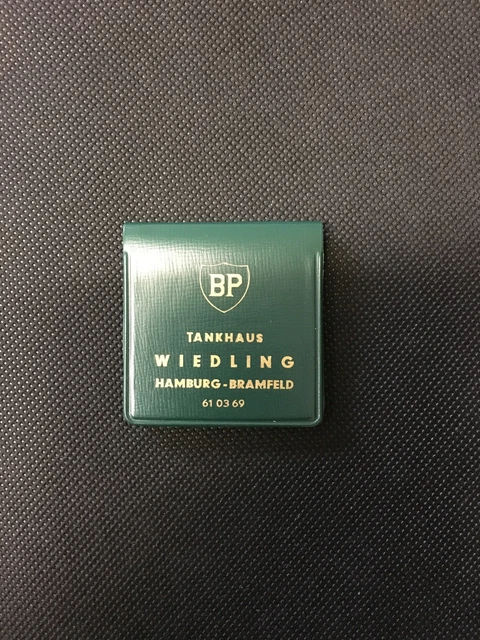 BP
TANKHAUS
WIEDLING
HAMBURG-BRAMFELD
61 03 69